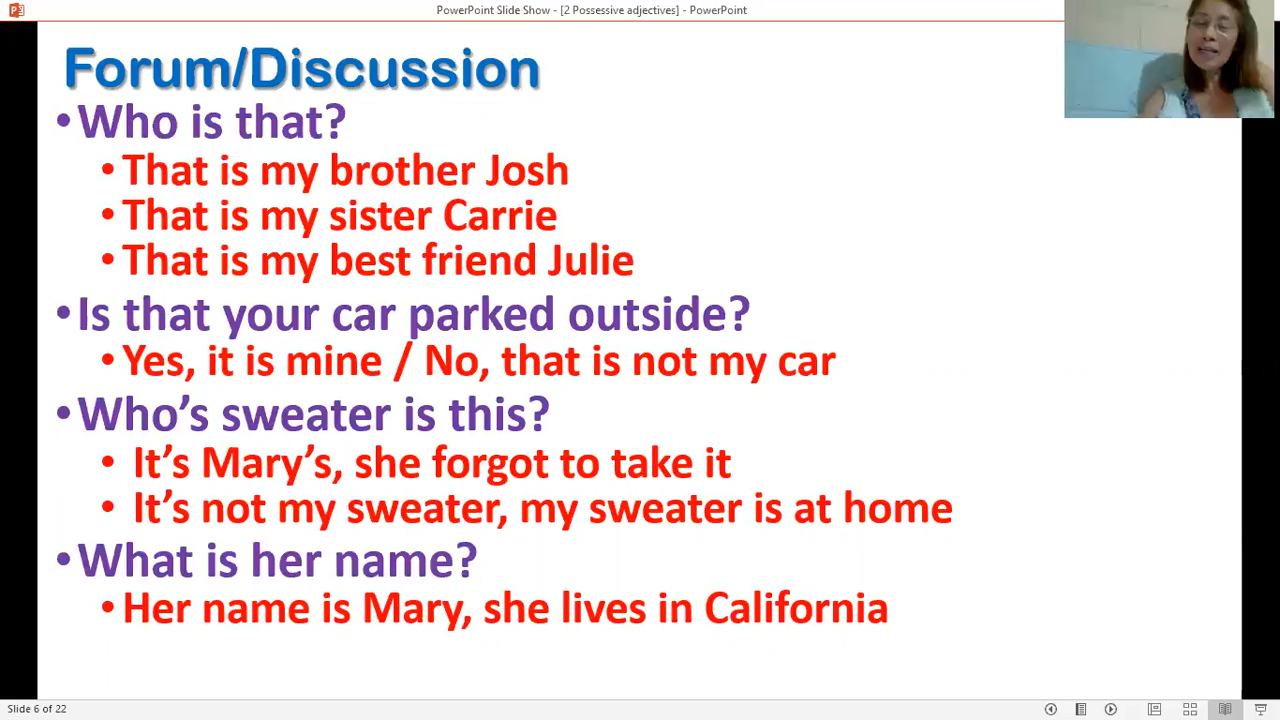 PowerPoint Slide Show - [2 Possessive adjectives] - PowerPoint
Forum/Discussion
•Who is that?
•That is my brother Josh
•That is my sister Carrie
•That is my best friend Julie
•Is that your car parked outside?
•Yes, it is mine / No, that is not my car
•Who’s sweater is this?
• It’s Mary’s, she forgot to take it
• It’s not my sweater, my sweater is at home
•What is her name?
•Her name is Mary, she lives in California
Slide 6 of 22